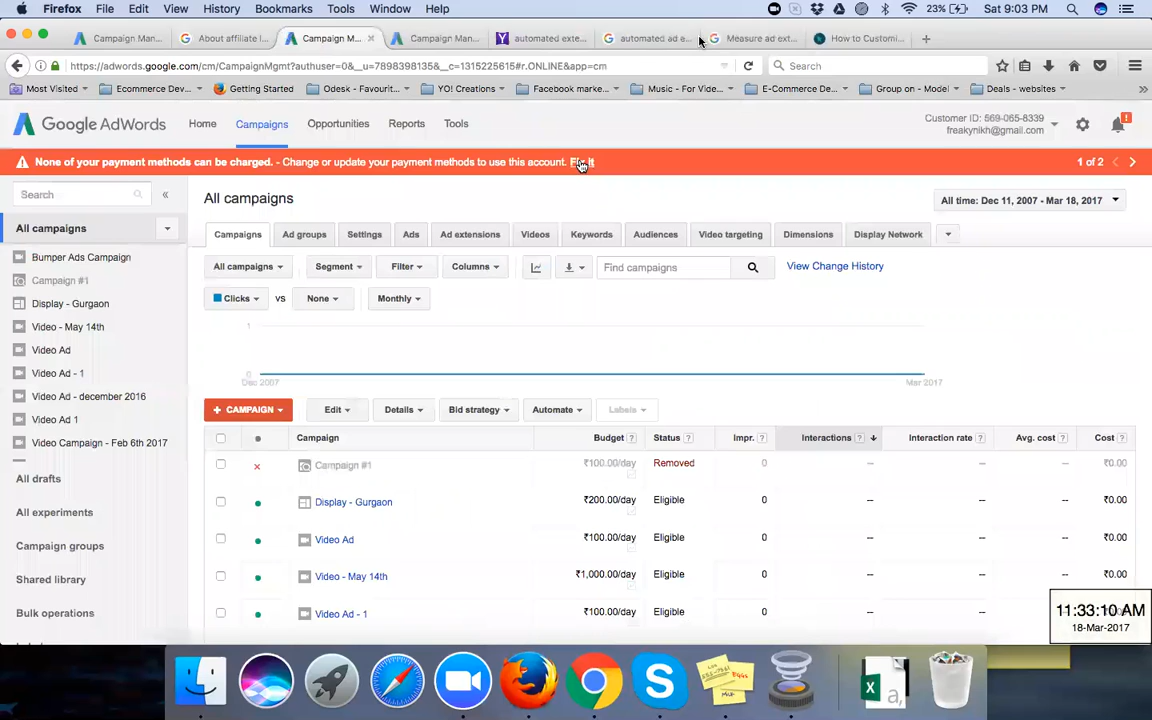 Firefox File Edit View History Bookmarks Tools Window Help 23% Sat 9:03 PM
Campaign Man... About affiliate l... Campaign M... Campaign Man... automated exte... automated ad e... Measure ad ext... How to Customi...
https://adwords.google.com/cm/CampaignMgmt?authuser=0&__u=7898398135&__c=1315225615#r.ONLINE&app=cm Search
Most Visited Ecommerce Dev... Getting Started Odesk - Favourit... YO! Creations Facebook marke... Music - For Vide... E-Commerce De... Group on - Model Deals - websites
Google AdWords Home Campaigns Opportunities Reports Tools
Customer ID: 569-065-8339
freakynikh@gmail.com
None of your payment methods can be charged. - Change or update your payment methods to use this account. Fix it 1 of 2
Search
All campaigns
All time: Dec 11, 2007 - Mar 18, 2017
All campaigns
Campaigns Ad groups Settings Ads Ad extensions Videos Keywords Audiences Video targeting Dimensions Display Network
Bumper Ads Campaign
Campaign #1
Display - Gurgaon
Video - May 14th
Video Ad
Video Ad - 1
Video Ad - december 2016
Video Ad 1
Video Campaign - Feb 6th 2017
All drafts
All experiments
Campaign groups
Shared library
Bulk operations
All campaigns Segment Filter Columns Find campaigns View Change History
Clicks vs None Monthly
1
0
Dec 2007 Mar 2017
+ CAMPAIGN Edit Details Bid strategy Automate Labels
Campaign Budget ? Status ? Impr. ? Interactions ? Interaction rate ? Avg. cost ? Cost ?
Campaign #1 ₹100.00/day Removed 0 -- -- -- ₹0.00
Display - Gurgaon ₹200.00/day Eligible 0 -- -- -- ₹0.00
Video Ad ₹100.00/day Eligible 0 -- -- -- ₹0.00
Video - May 14th ₹1,000.00/day Eligible 0 -- -- -- ₹0.00
Video Ad - 1 ₹100.00/day Eligible 0 -- --
11:33:10 AM
18-Mar-2017
EGGS